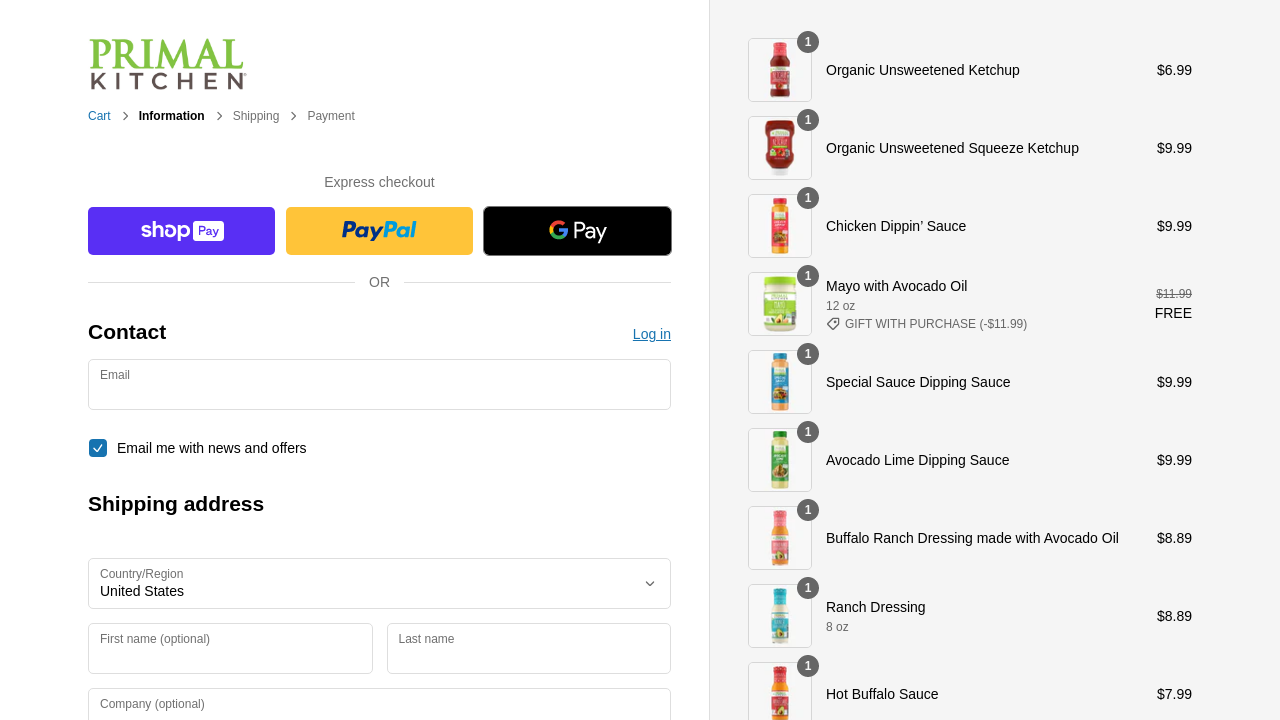 PRIMAL
KITCHEN
Cart
Information
Shipping
Payment
Express checkout
shop Pay
PayPal
G Pay
OR
Contact
Log in
Email
Email me with news and offers
Shipping address
Country/Region
United States
First name (optional)
Last name
Company (optional)
1
Organic Unsweetened Ketchup
$6.99
1
Organic Unsweetened Squeeze Ketchup
$9.99
1
Chicken Dippin’ Sauce
$9.99
1
Mayo with Avocado Oil
12 oz
GIFT WITH PURCHASE (-$11.99)
$11.99
FREE
1
Special Sauce Dipping Sauce
$9.99
1
Avocado Lime Dipping Sauce
$9.99
1
Buffalo Ranch Dressing made with Avocado Oil
$8.89
1
Ranch Dressing
8 oz
$8.89
1
Hot Buffalo Sauce
$7.99